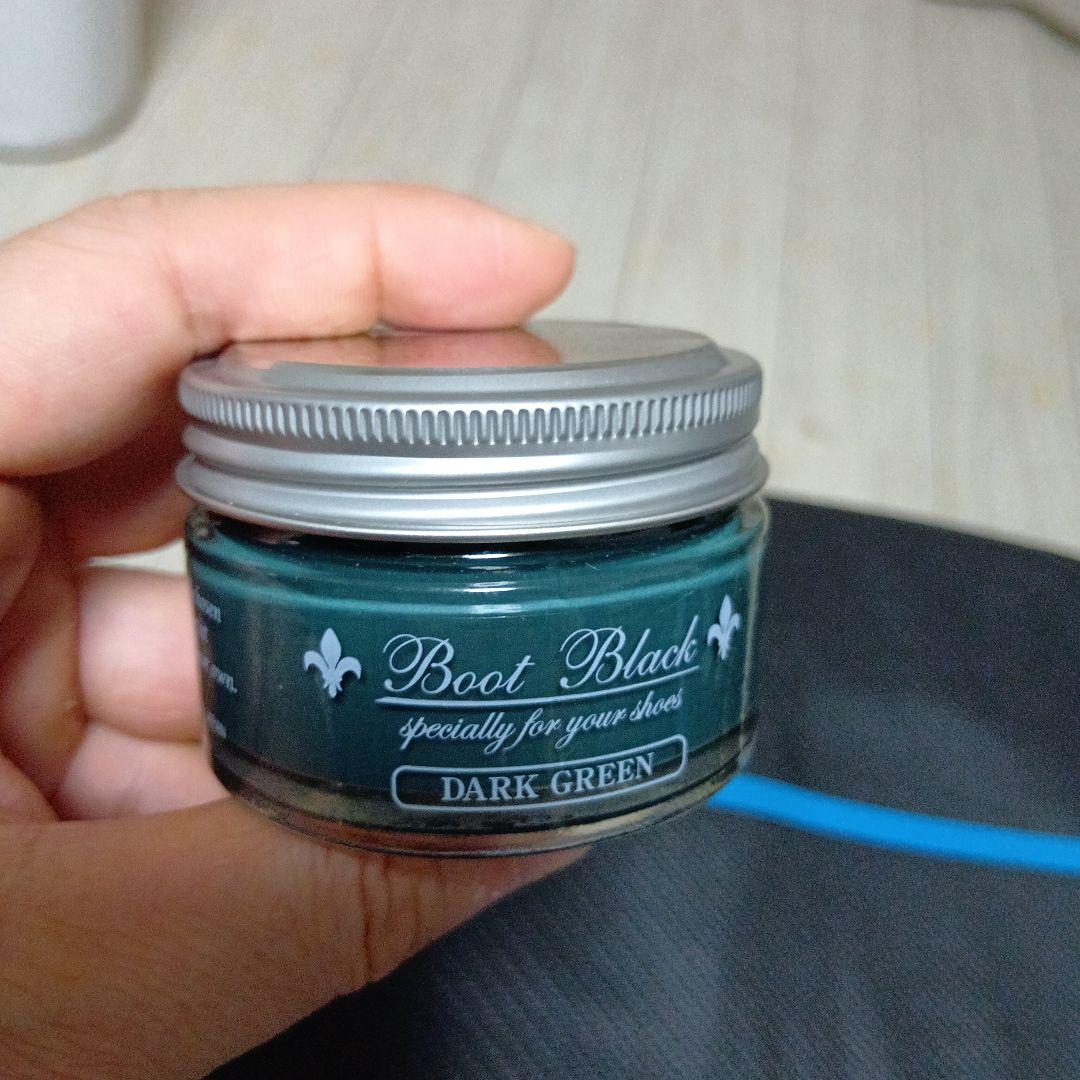 Boot Black
specially for your shoes
DARK GREEN